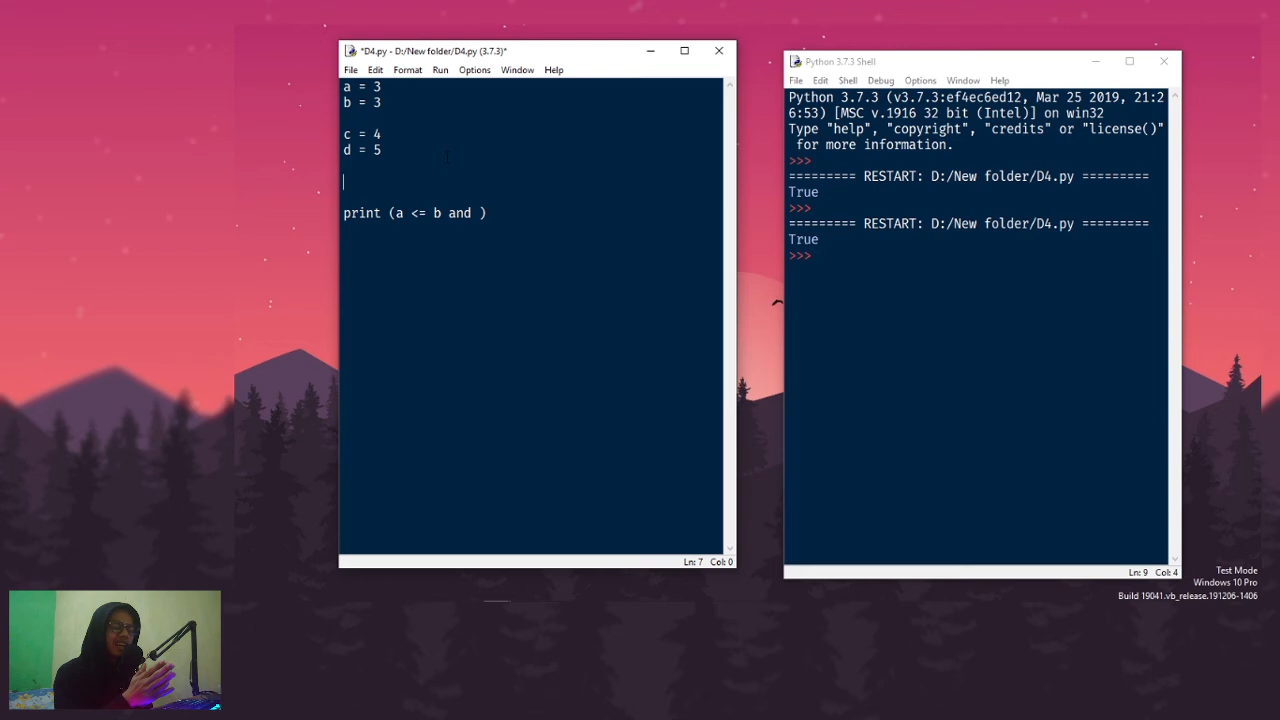 *D4.py - D:/New folder/D4.py (3.7.3)*
File Edit Format Run Options Window Help
a = 3
b = 3
c = 4
d = 5
print (a <= b and )
Ln: 7 Col: 0
Python 3.7.3 Shell
File Edit Shell Debug Options Window Help
Python 3.7.3 (v3.7.3:ef4ec6ed12, Mar 25 2019, 21:2
6:53) [MSC v.1916 32 bit (Intel)] on win32
Type "help", "copyright", "credits" or "license()"
for more information.
>>>
========= RESTART: D:/New folder/D4.py =========
True
>>>
========= RESTART: D:/New folder/D4.py =========
True
>>>
Ln: 9 Col: 4
Test Mode
Windows 10 Pro
Build 19041.vb_release.191206-1406